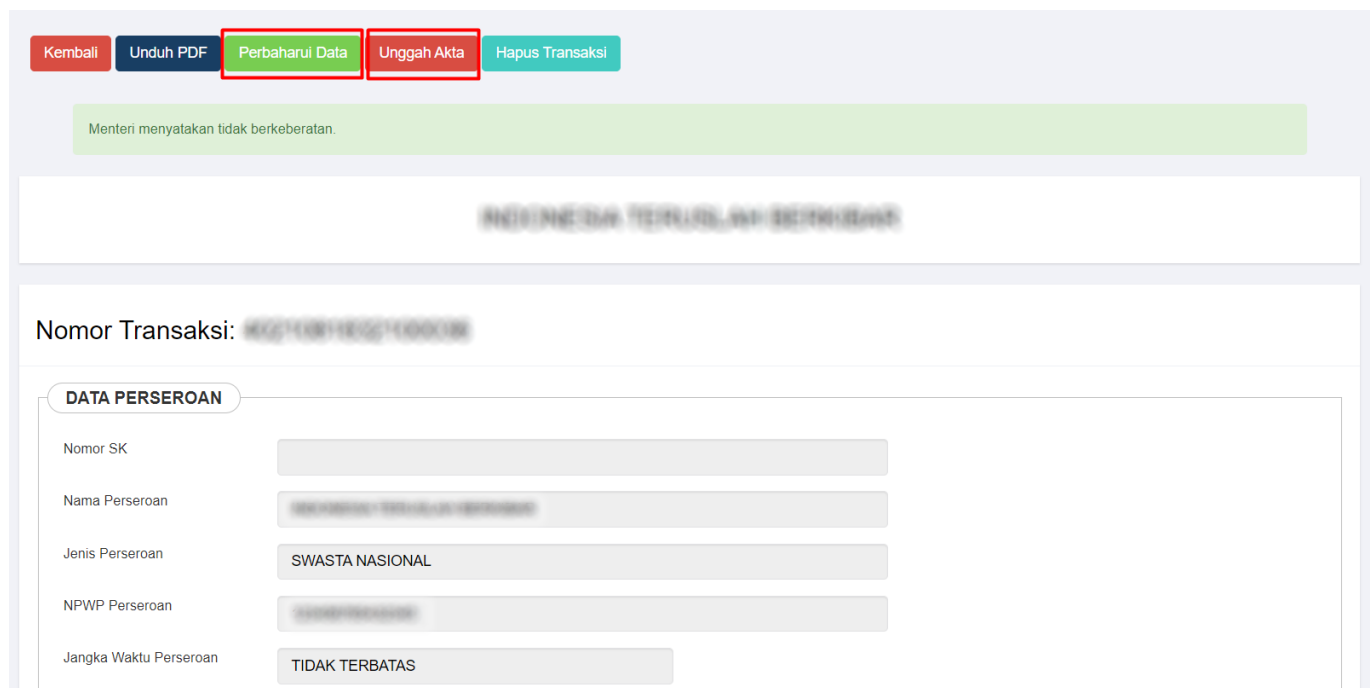 Kembali Unduh PDF Perbaharui Data Unggah Akta Hapus Transaksi
Menteri menyatakan tidak berkeberatan.
Nomor Transaksi:
DATA PERSEROAN
Nomor SK
Nama Perseroan
Jenis Perseroan SWASTA NASIONAL
NPWP Perseroan
Jangka Waktu Perseroan TIDAK TERBATAS